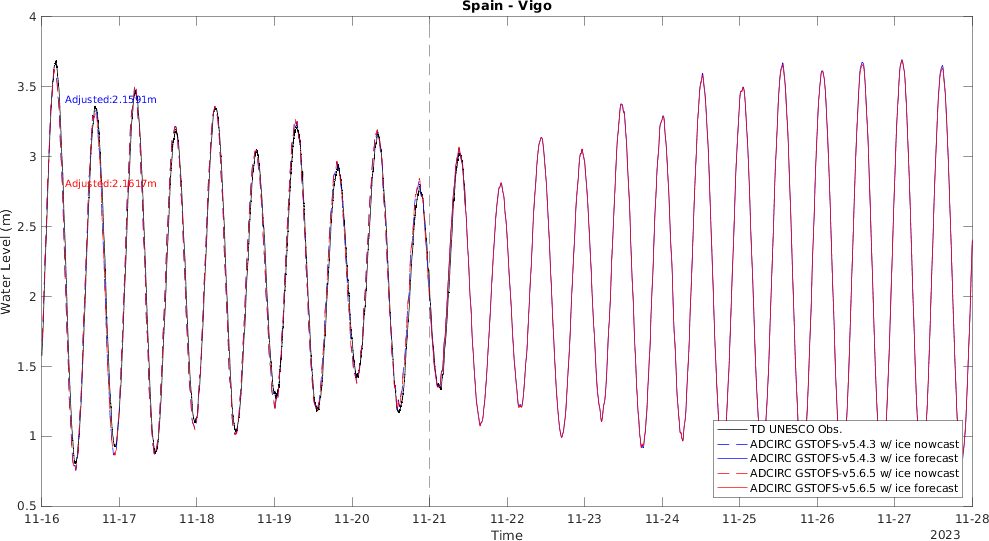 Spain - Vigo
4
3.5
3
2.5
2
1.5
1
0.5
Water Level (m)
Adjusted:2.1591m
Adjusted:2.1617m
TD UNESCO Obs.
ADCIRC GSTOFS-v5.4.3 w/ ice nowcast
ADCIRC GSTOFS-v5.4.3 w/ ice forecast
ADCIRC GSTOFS-v5.6.5 w/ ice nowcast
ADCIRC GSTOFS-v5.6.5 w/ ice forecast
11-16 11-17 11-18 11-19 11-20 11-21 11-22 11-23 11-24 11-25 11-26 11-27 11-28
Time
2023